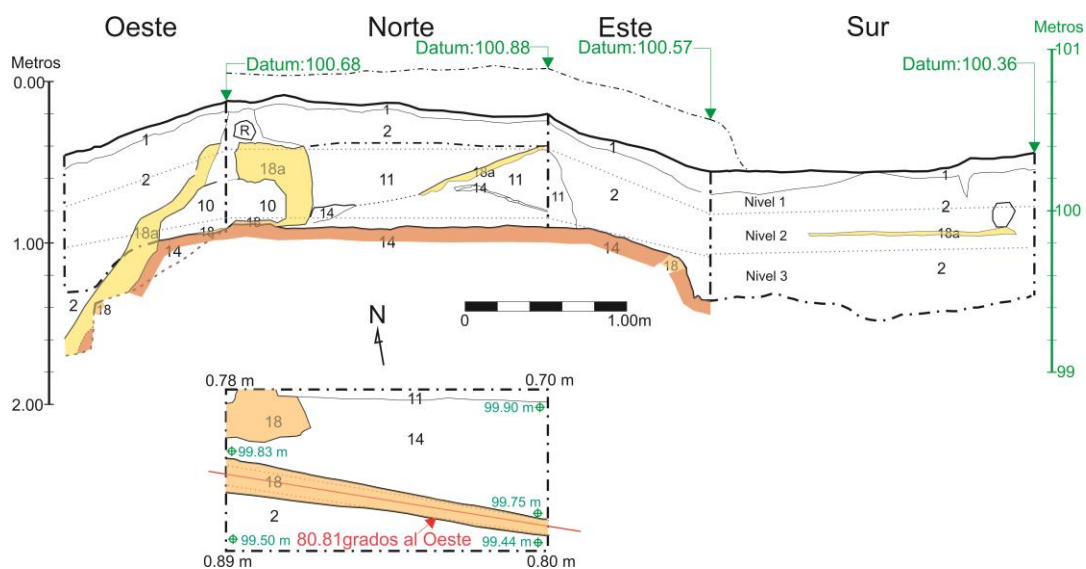 Oeste Norte Este Sur
Metros Datum:100.68 Datum:100.88 Datum:100.57 Datum:100.36 Metros
101
0.00
1 R 2 1 1 1
2 18a 11 18a 11 14 11 2 Nivel 1 2
10 10 14 100
18a 18 18 Nivel 2 18a
1.00
14 14 14 18 Nivel 3 2
2 18
0 1.00m
N
99
2.00
0.78 m 0.70 m
11
18 99.90 m
14
99.83 m
18 99.75 m
2
99.50 m 80.81grados al Oeste 99.44 m
0.89 m 0.80 m